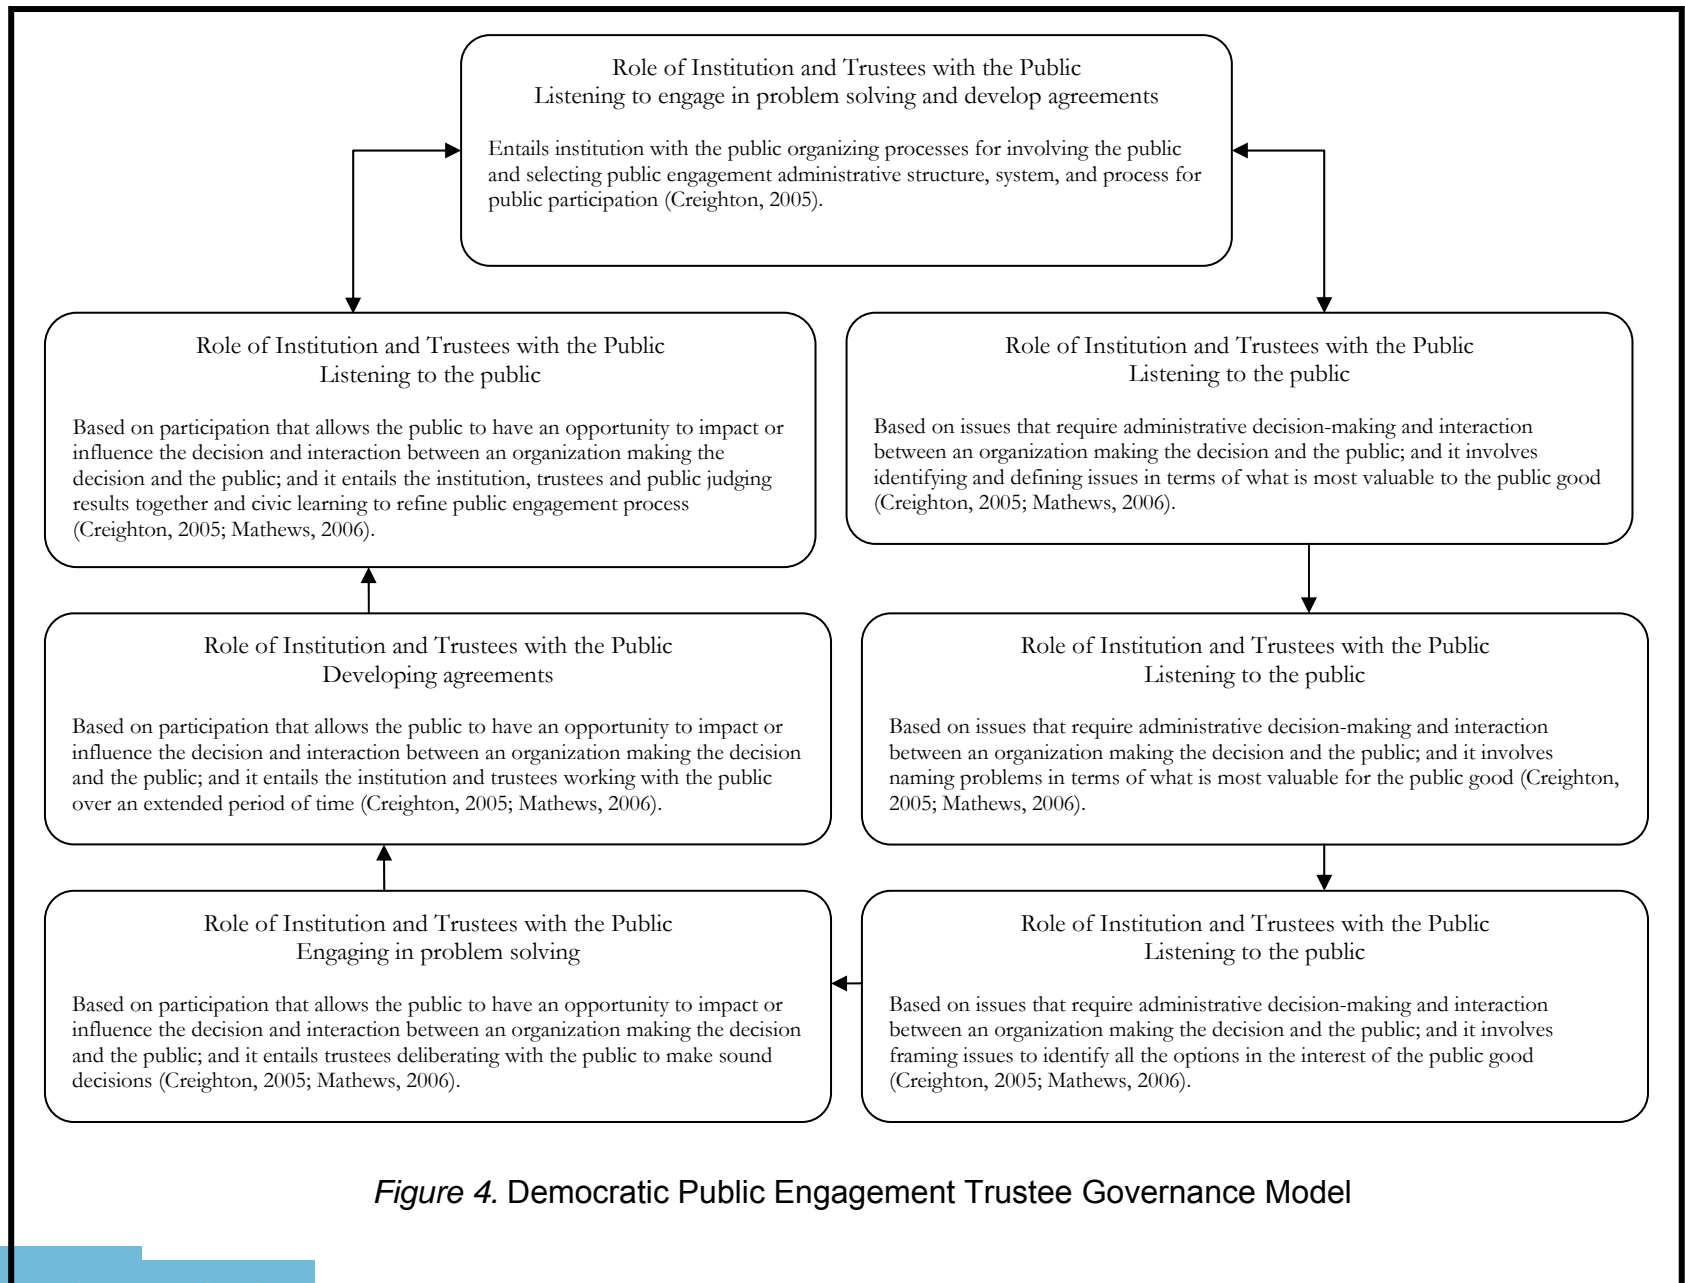 Role of Institution and Trustees with the Public
Listening to engage in problem solving and develop agreements
Entails institution with the public organizing processes for involving the public
and selecting public engagement administrative structure, system, and process for
public participation (Creighton, 2005).
Role of Institution and Trustees with the Public
Listening to the public
Based on participation that allows the public to have an opportunity to impact or
influence the decision and interaction between an organization making the
decision and the public; and it entails the institution, trustees and public judging
results together and civic learning to refine public engagement process
(Creighton, 2005; Mathews, 2006).
Role of Institution and Trustees with the Public
Listening to the public
Based on issues that require administrative decision-making and interaction
between an organization making the decision and the public; and it involves
identifying and defining issues in terms of what is most valuable to the public good
(Creighton, 2005; Mathews, 2006).
Role of Institution and Trustees with the Public
Developing agreements
Based on participation that allows the public to have an opportunity to impact or
influence the decision and interaction between an organization making the decision
and the public; and it entails the institution and trustees working with the public
over an extended period of time (Creighton, 2005; Mathews, 2006).
Role of Institution and Trustees with the Public
Listening to the public
Based on issues that require administrative decision-making and interaction
between an organization making the decision and the public; and it involves
naming problems in terms of what is most valuable for the public good (Creighton,
2005; Mathews, 2006).
Role of Institution and Trustees with the Public
Engaging in problem solving
Based on participation that allows the public to have an opportunity to impact or
influence the decision and interaction between an organization making the decision
and the public; and it entails trustees deliberating with the public to make sound
decisions (Creighton, 2005; Mathews, 2006).
Role of Institution and Trustees with the Public
Listening to the public
Based on issues that require administrative decision-making and interaction
between an organization making the decision and the public; and it involves
framing issues to identify all the options in the interest of the public good
(Creighton, 2005; Mathews, 2006).
Figure 4. Democratic Public Engagement Trustee Governance Model